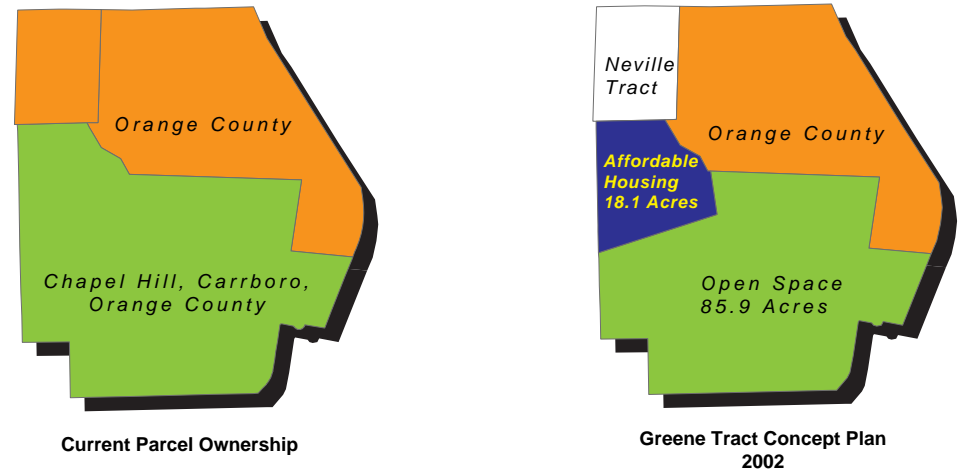 Orange County
Chapel Hill, Carrboro,
Orange County
Current Parcel Ownership
Neville
Tract
Orange County
Affordable
Housing
18.1 Acres
Open Space
85.9 Acres
Greene Tract Concept Plan
2002